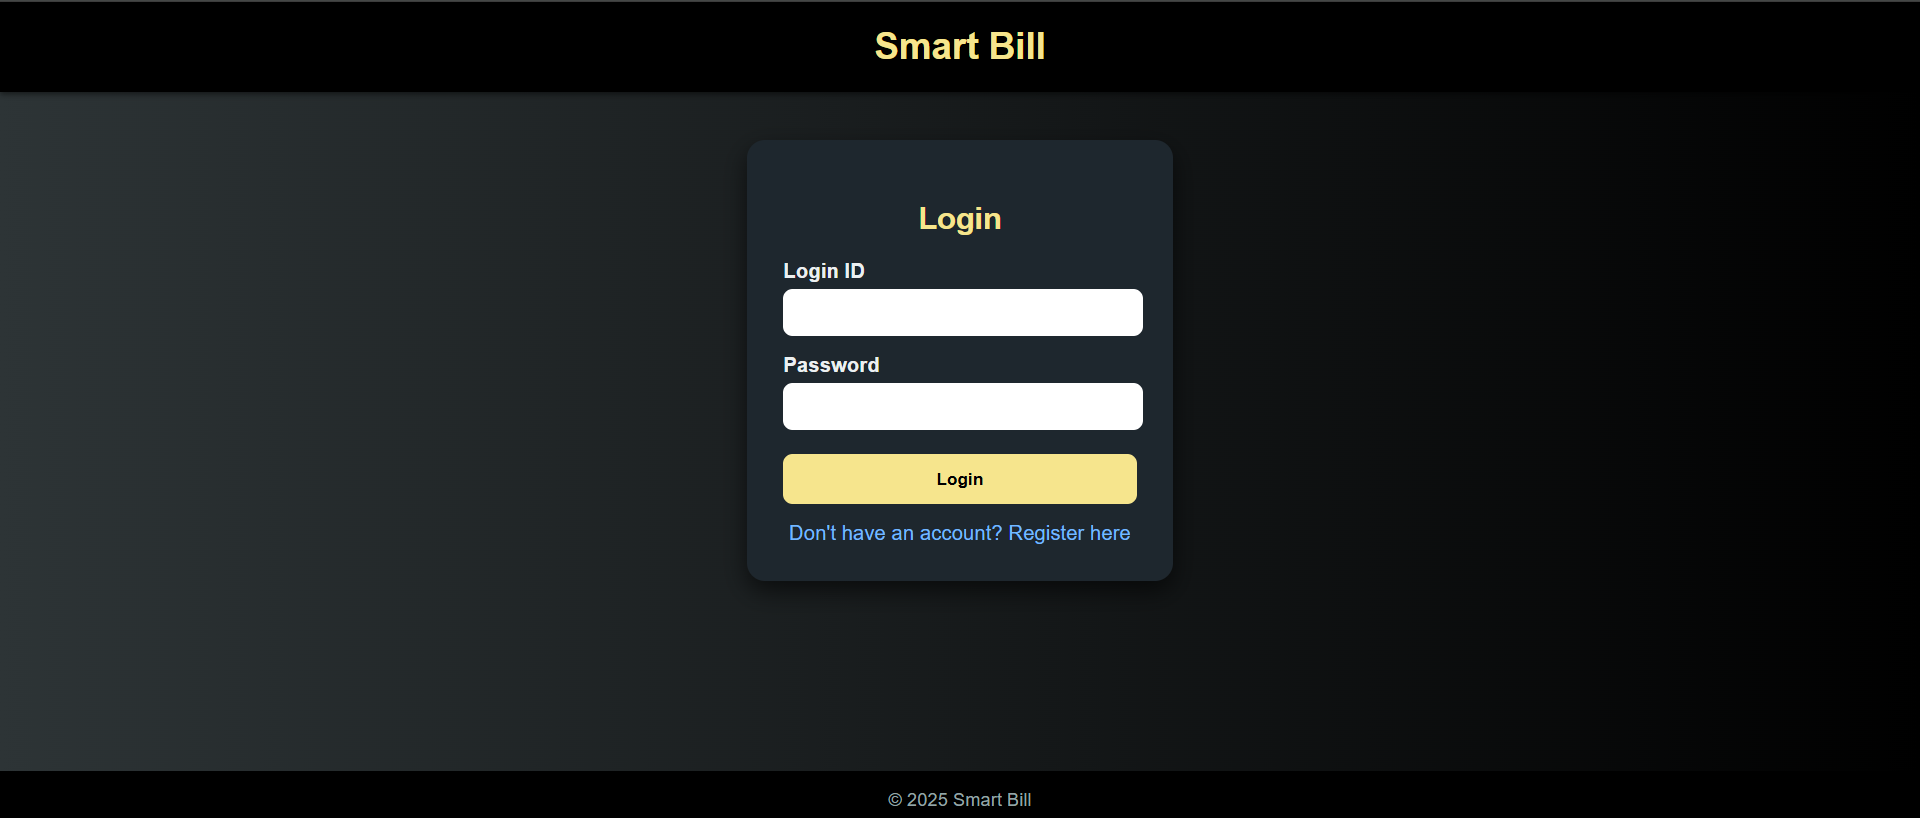 Smart Bill
Login
Login ID
Password
Login
Don't have an account? Register here
© 2025 Smart Bill